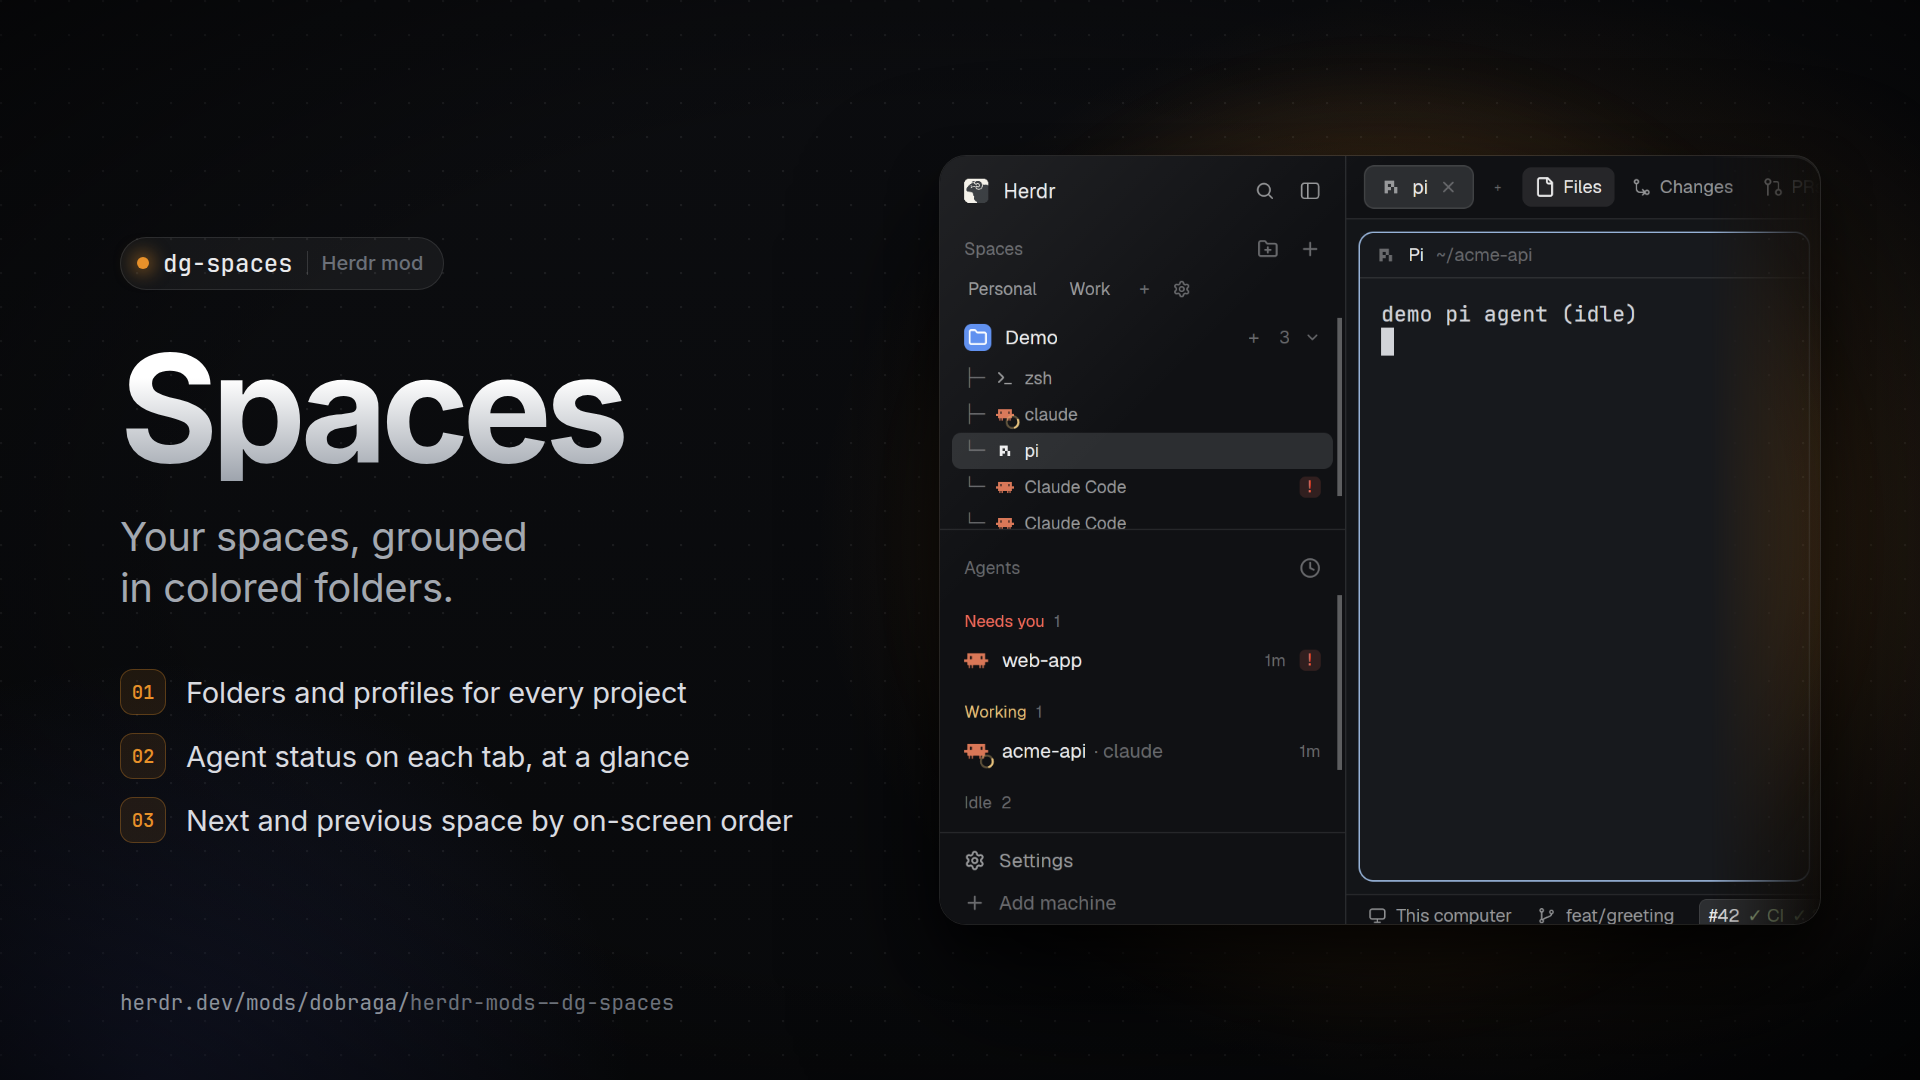 dg-spaces Herdr mod
Spaces
Your spaces, grouped
in colored folders.
01 Folders and profiles for every project
02 Agent status on each tab, at a glance
03 Next and previous space by on-screen order
herdr.dev/mods/dobraga/herdr-mods--dg-spaces
Herdr
Spaces
Personal Work +
Demo + 3
zsh
claude
pi
Claude Code !
Claude Code
Agents
Needs you 1
web-app 1m !
Working 1
acme-api · claude 1m
Idle 2
Settings
+ Add machine
pi × + Files Changes PR
Pi ~/acme-api
demo pi agent (idle)
This computer feat/greeting #42 ✓ CI ✓